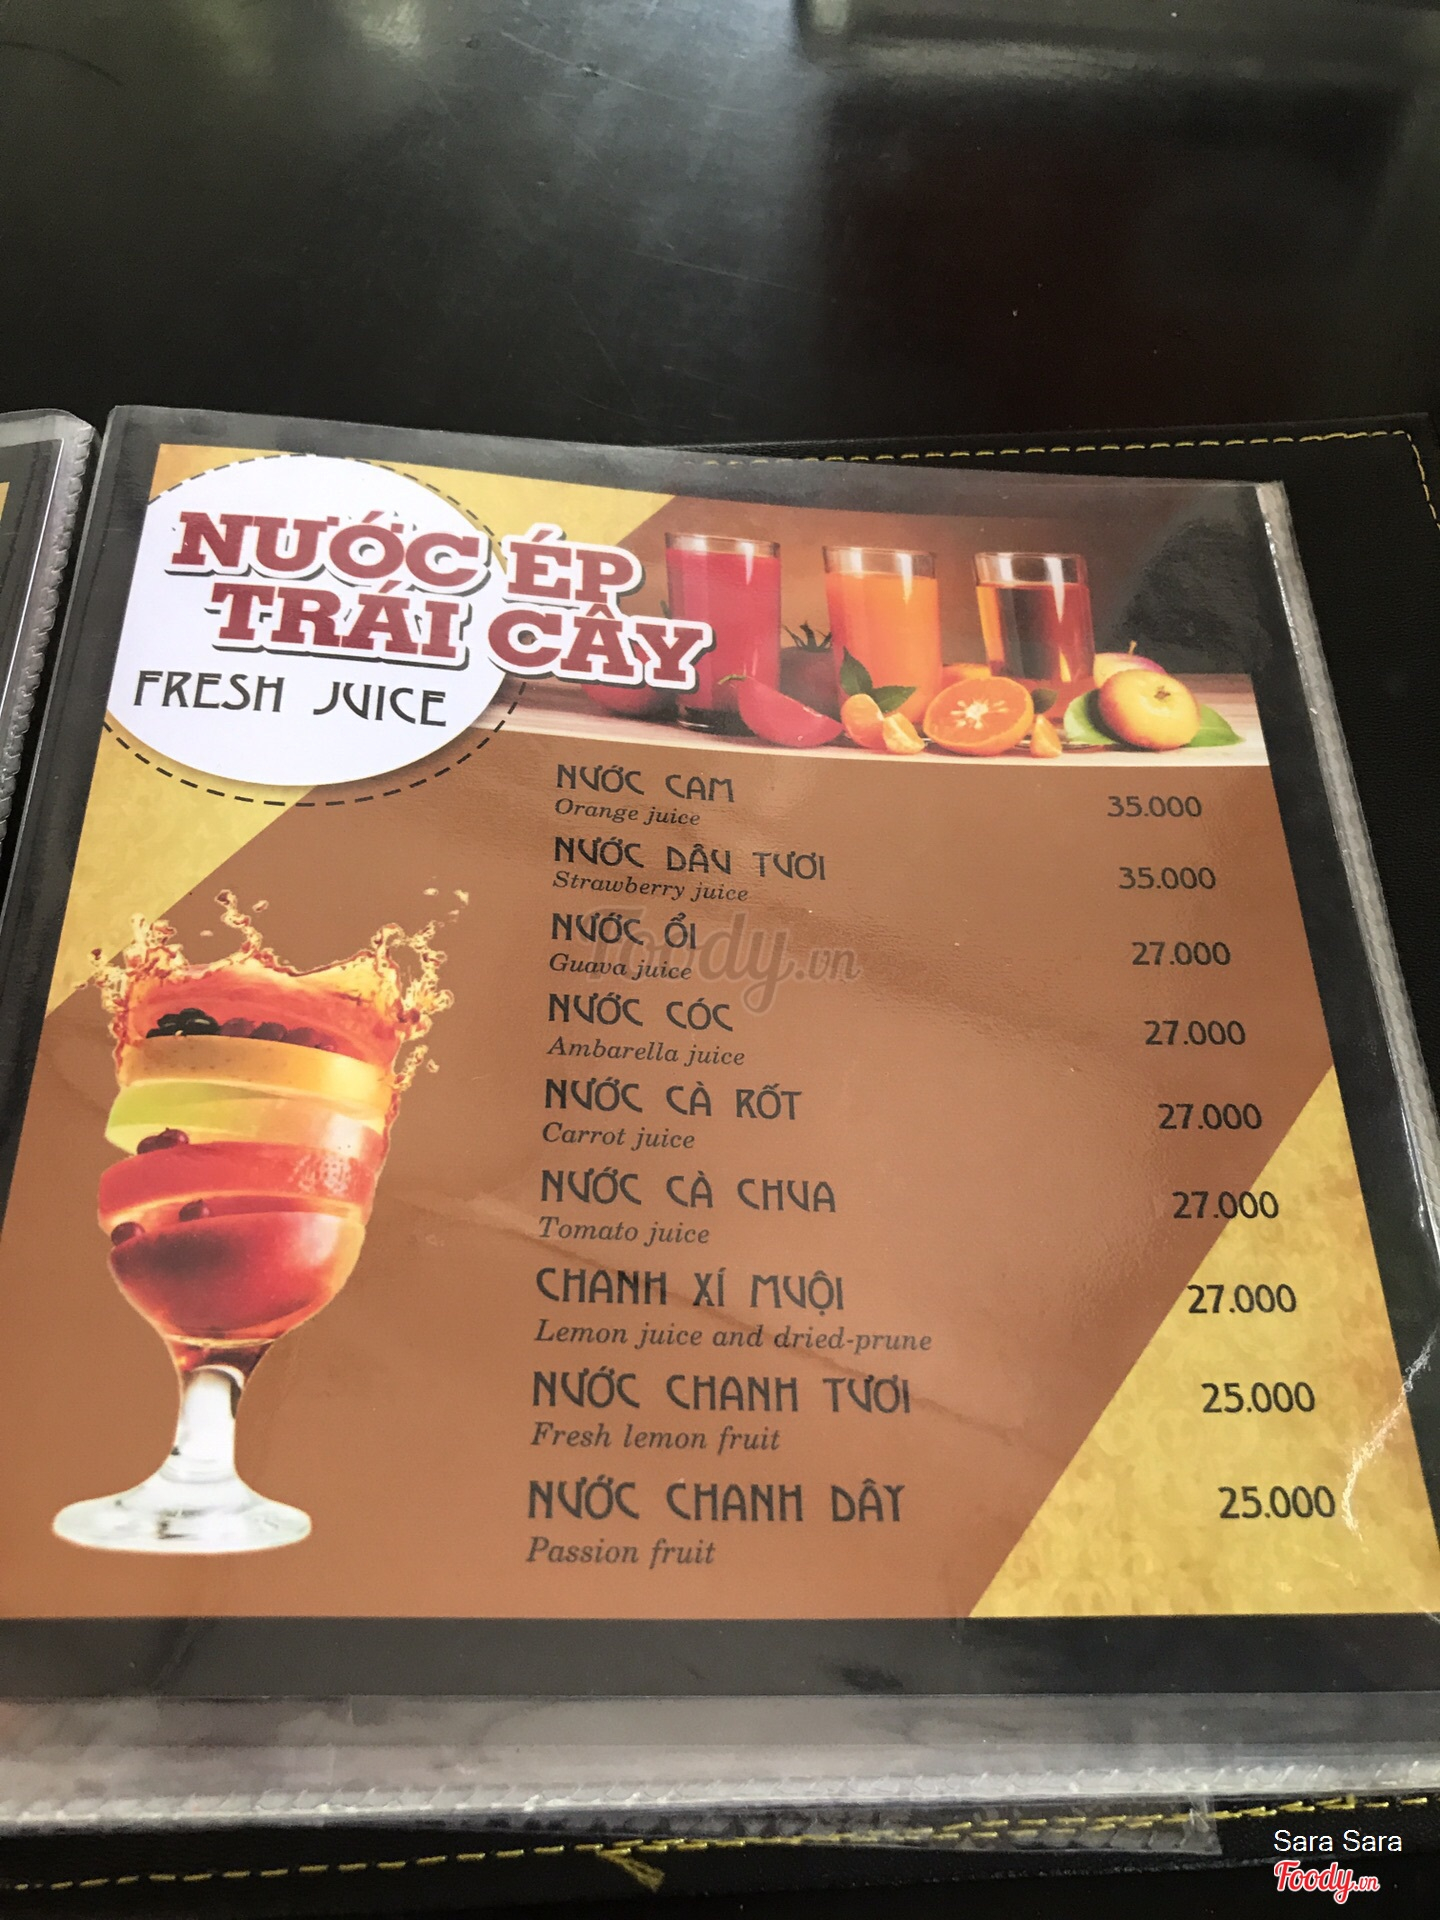 NƯỚC ÉP
TRÁI CÂY
FRESH JUICE
NƯỚC CAM 35.000
Orange juice
NƯỚC DÂU TƯƠI 35.000
Strawberry juice
NƯỚC ỔI 27.000
Guava juice
Foody.vn
NƯỚC CÓC 27.000
Ambarella juice
NƯỚC CÀ RỐT 27.000
Carrot juice
NƯỚC CÀ CHUA 27.000
Tomato juice
CHANH XÍ MUỘI 27.000
Lemon juice and dried-prune
NƯỚC CHANH TƯƠI 25.000
Fresh lemon fruit
NƯỚC CHANH DÂY 25.000
Passion fruit
Sara Sara
Foody.vn